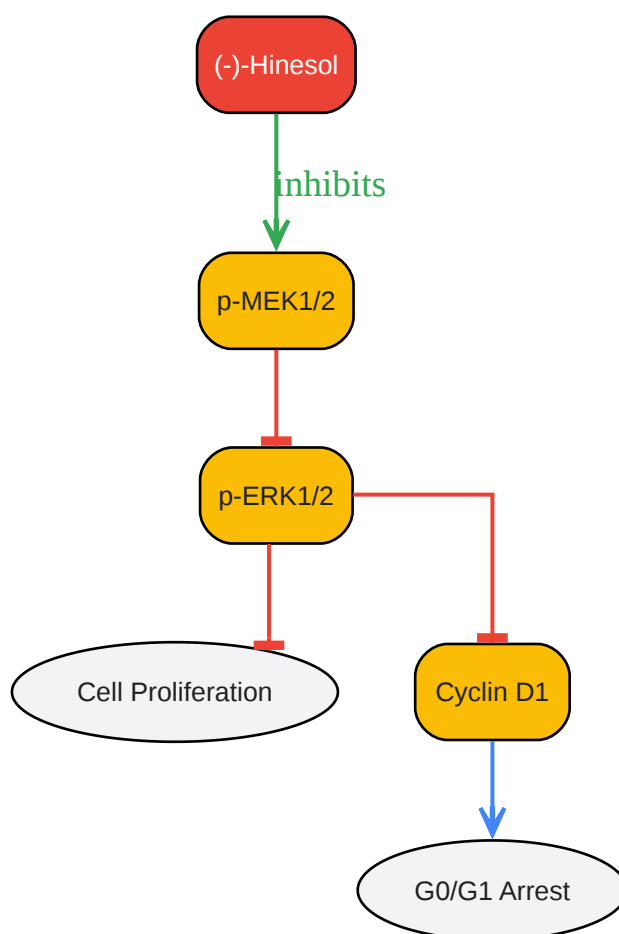 (-)-Hinesol
inhibits
p-MEK1/2
p-ERK1/2
Cell Proliferation
Cyclin D1
G0/G1 Arrest